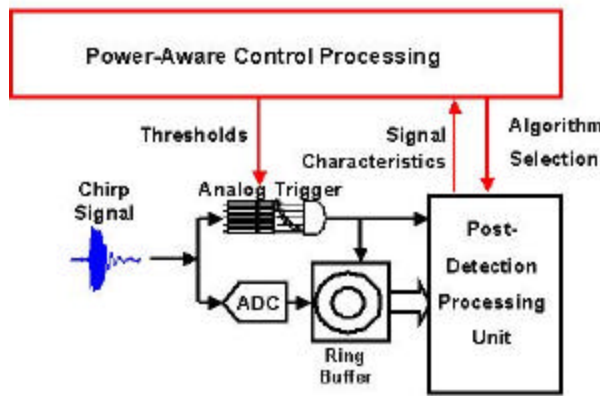 Power-Aware Control Processing
Thresholds
Signal
Characteristics
Algorithm
Selection
Chirp
Signal
Analog Trigger
ADC
Ring
Buffer
Post-
Detection
Processing
Unit